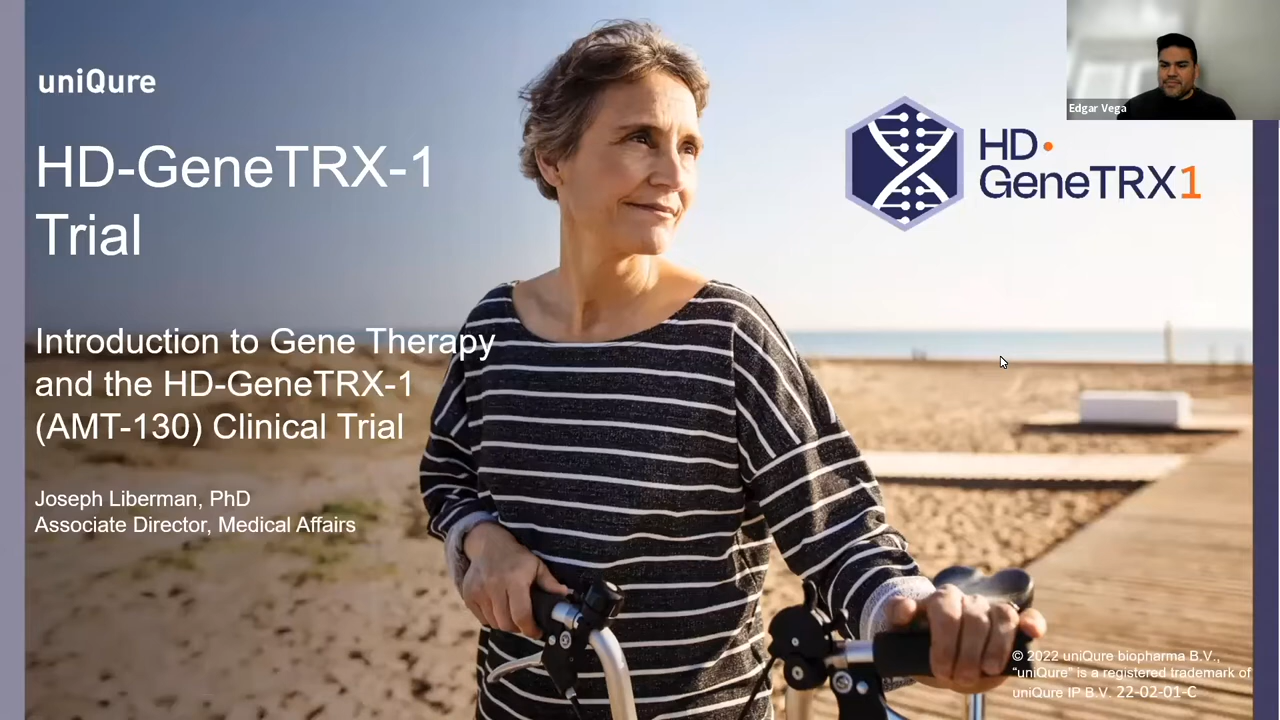 uniQure
HD-GeneTRX-1
Trial
Introduction to Gene Therapy
and the HD-GeneTRX-1
(AMT-130) Clinical Trial
Joseph Liberman, PhD
Associate Director, Medical Affairs
HD
GeneTRX1
Edgar Vega
© 2022 uniQure biopharma B.V.,
“uniQure” is a registered trademark of
uniQure IP B.V. 22-02-01-C